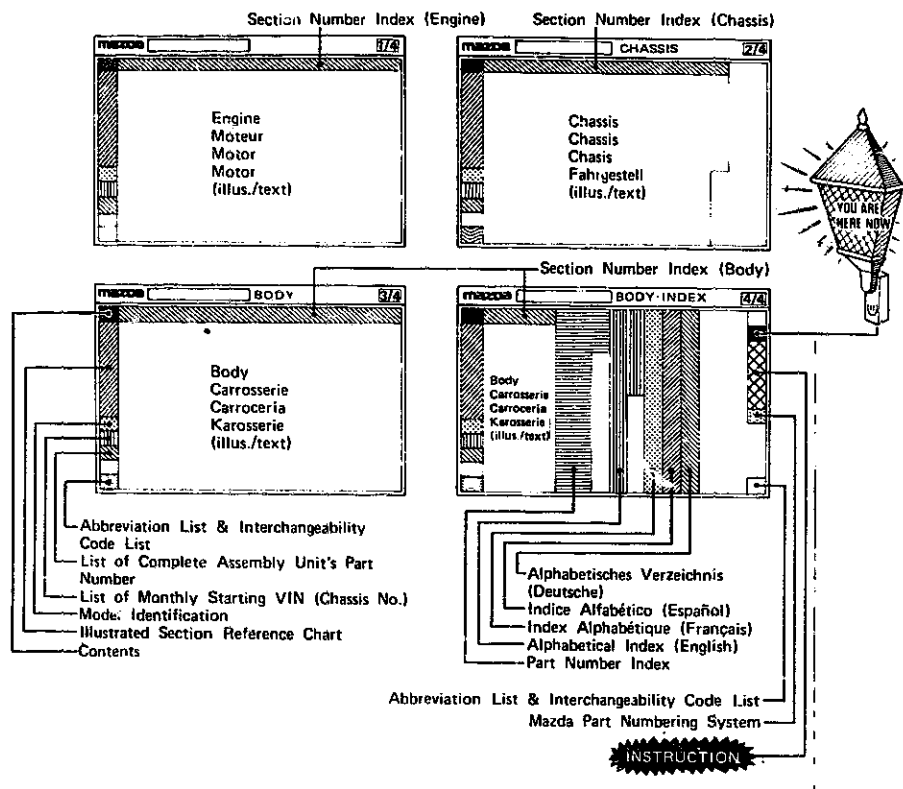 Section Number Index (Engine)
Section Number Index (Chassis)
mazda 1/4
mazda CHASSIS 2/4
Engine
Moteur
Motor
Motor
(illus./text)
Chassis
Chassis
Chasis
Fahrgestell
(illus./text)
YOU ARE
HERE NOW
Section Number Index (Body)
mazda BODY 3/4
mazda BODY·INDEX 4/4
Body
Carrosserie
Carroceria
Karosserie
(illus./text)
Body
Carrosserie
Carroceria
Karosserie
(illus./text)
Abbreviation List & Interchangeability
Code List
List of Complete Assembly Unit's Part
Number
List of Monthly Starting VIN (Chassis No.)
Model Identification
Illustrated Section Reference Chart
Contents
Alphabetisches Verzeichnis
(Deutsche)
Indice Alfabético (Español)
Index Alphabétique (Français)
Alphabetical Index (English)
Part Number Index
Abbreviation List & Interchangeability Code List
Mazda Part Numbering System
INSTRUCTION